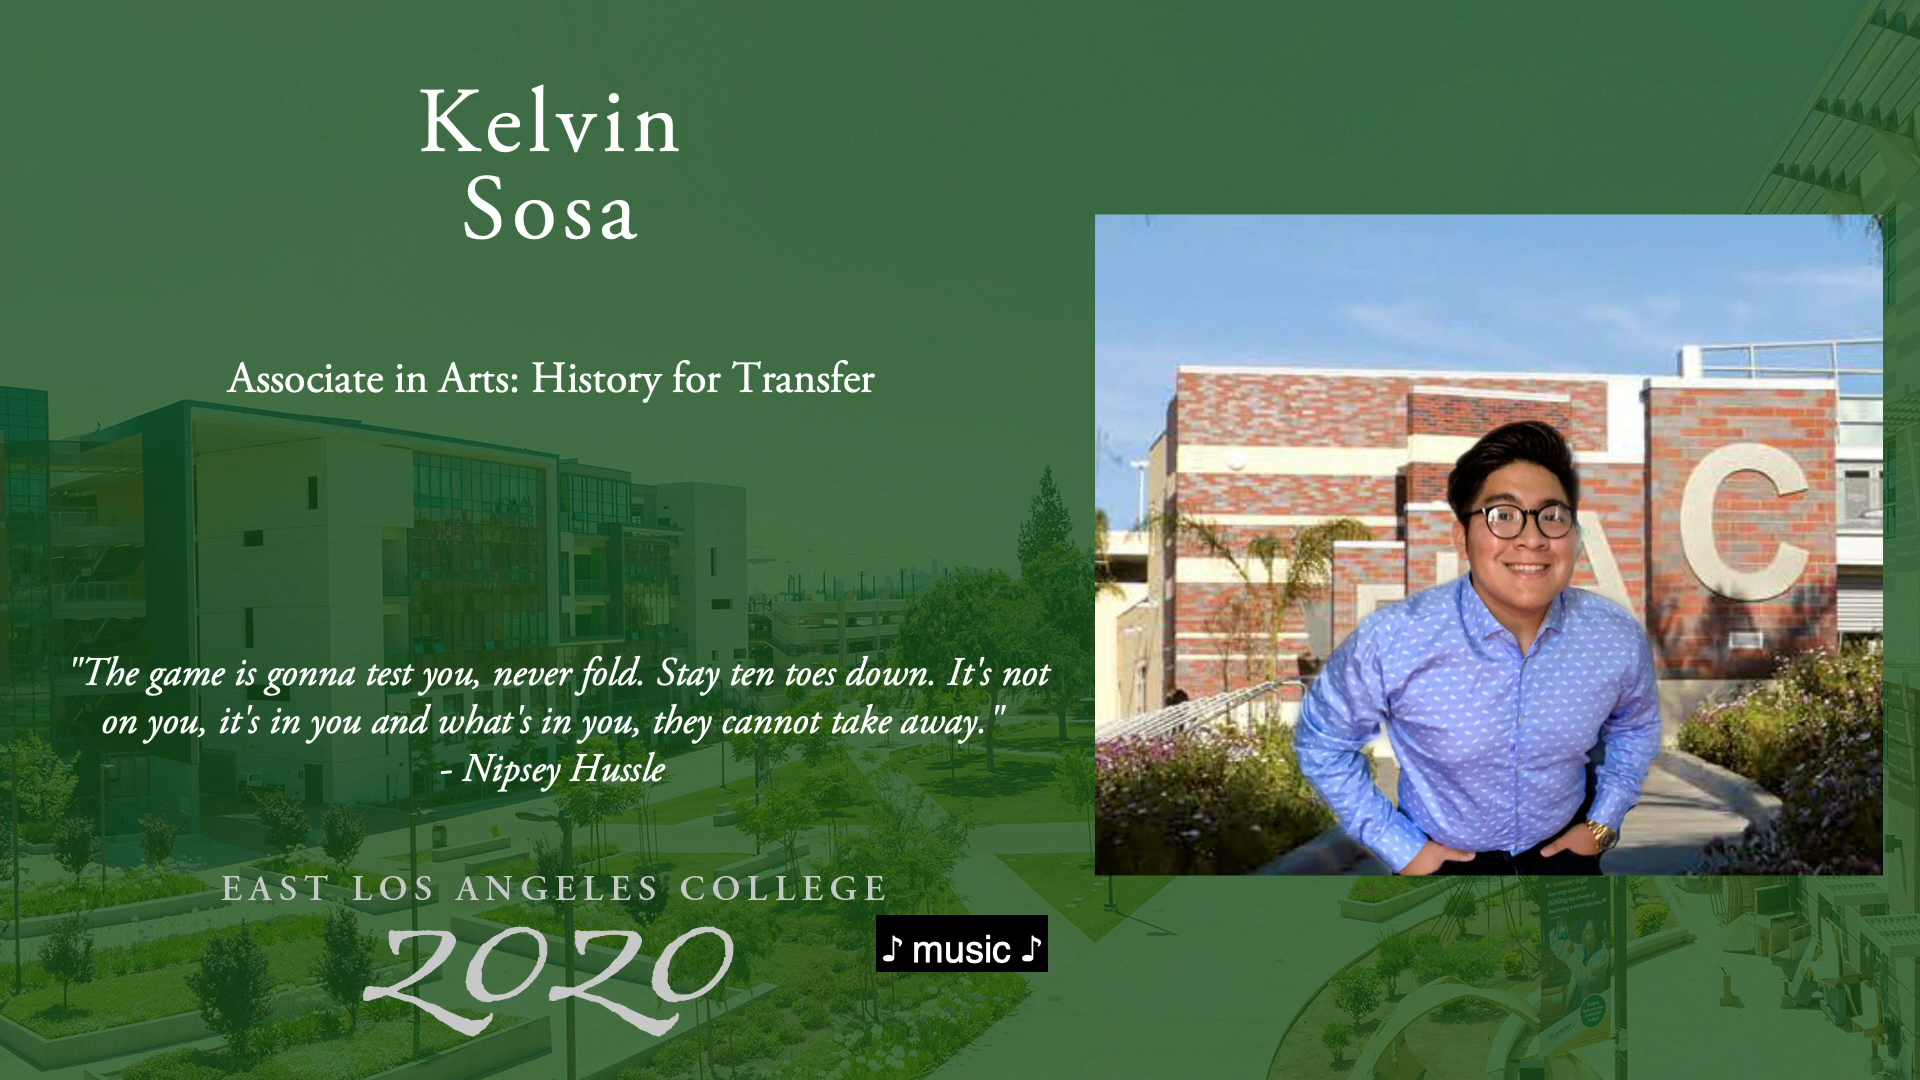 Kelvin
Sosa
Associate in Arts: History for Transfer
"The game is gonna test you, never fold. Stay ten toes down. It's not
on you, it's in you and what's in you, they cannot take away."
- Nipsey Hussle
EAST LOS ANGELES COLLEGE
2020
♪ music ♪
AC